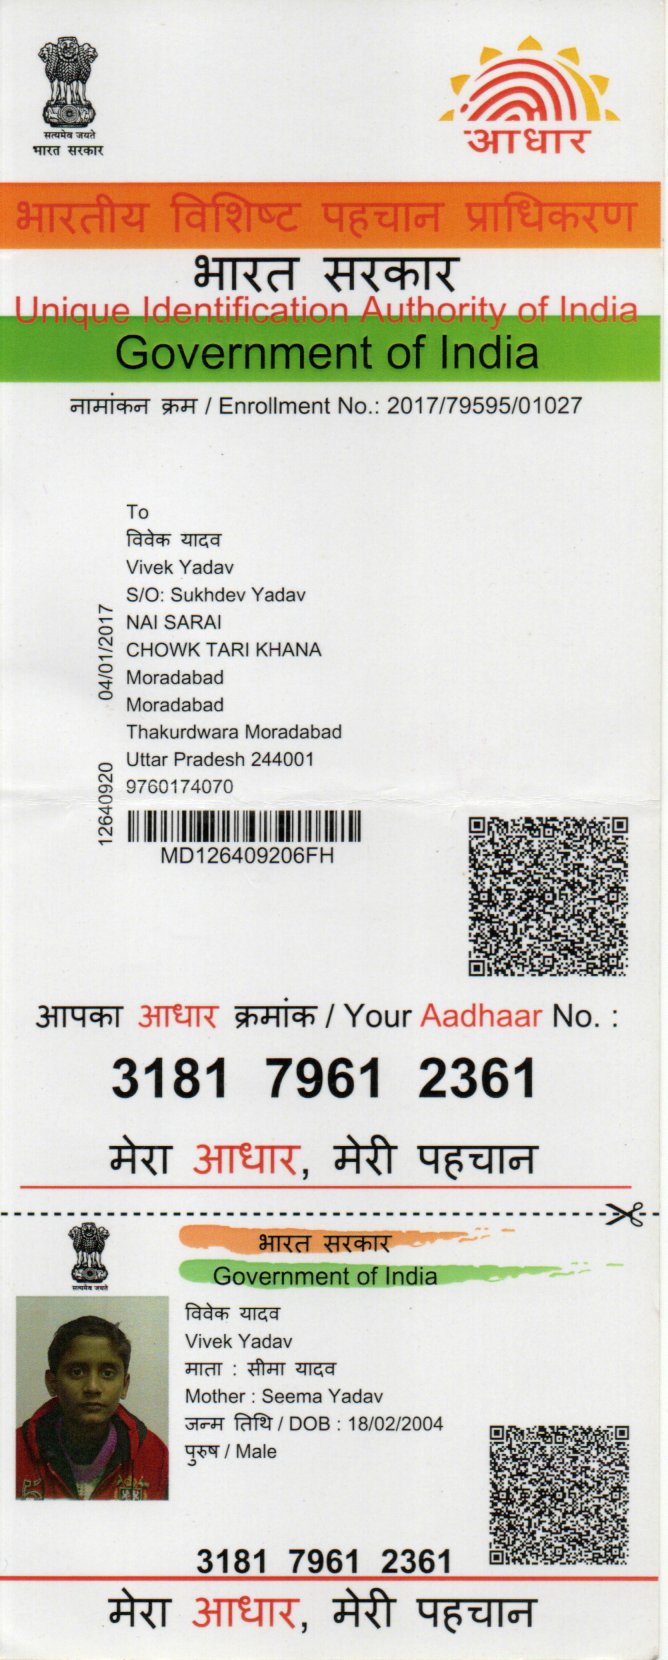 सत्यमेव जयते
भारत सरकार
आधार
भारतीय विशिष्ट पहचान प्राधिकरण
भारत सरकार
Unique Identification Authority of India
Government of India
नामांकन क्रम / Enrollment No.: 2017/79595/01027
To
विवेक यादव
Vivek Yadav
S/O: Sukhdev Yadav
NAI SARAI
CHOWK TARI KHANA
Moradabad
Moradabad
Thakurdwara Moradabad
Uttar Pradesh 244001
9760174070
04/01/2017
12640920
MD126409206FH
आपका आधार क्रमांक / Your Aadhaar No. :
3181 7961 2361
मेरा आधार, मेरी पहचान
सत्यमेव जयते
भारत सरकार
Government of India
विवेक यादव
Vivek Yadav
माता : सीमा यादव
Mother : Seema Yadav
जन्म तिथि / DOB : 18/02/2004
पुरुष / Male
3181 7961 2361
मेरा आधार, मेरी पहचान